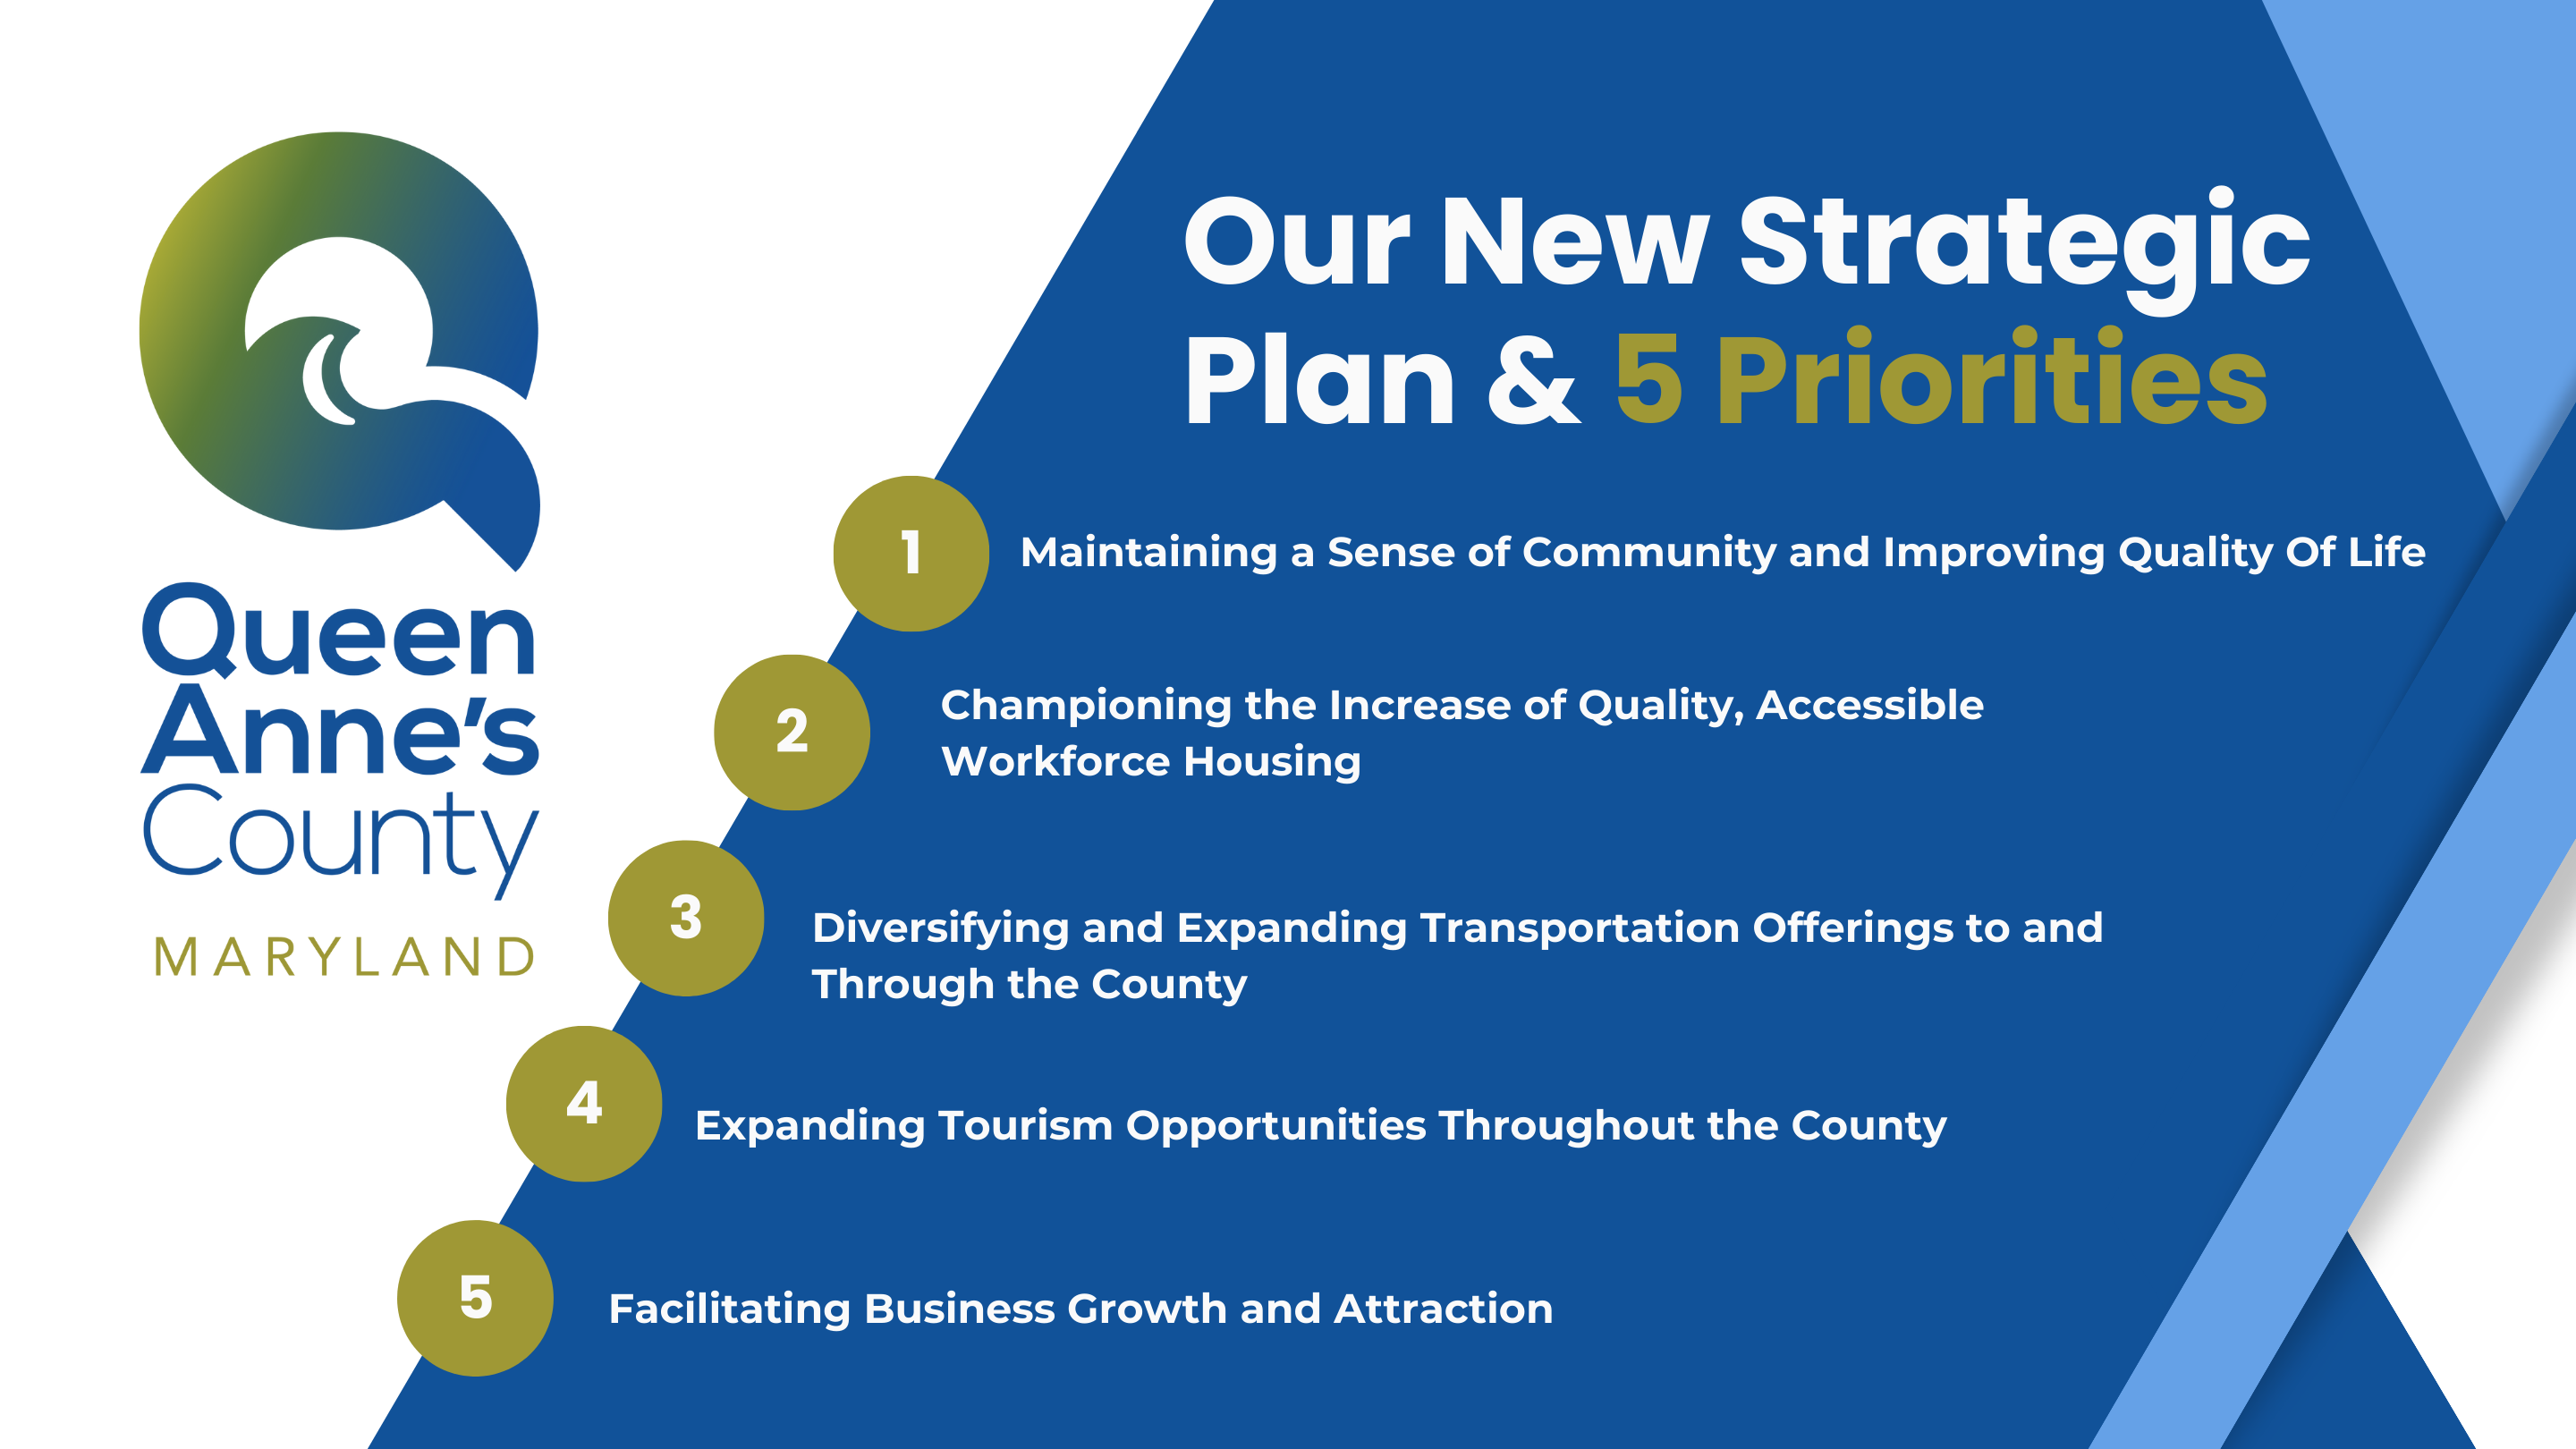 Queen
Anne's
County
MARYLAND
Our New Strategic
Plan & 5 Priorities
1
Maintaining a Sense of Community and Improving Quality Of Life
2
Championing the Increase of Quality, Accessible
Workforce Housing
3
Diversifying and Expanding Transportation Offerings to and
Through the County
4
Expanding Tourism Opportunities Throughout the County
5
Facilitating Business Growth and Attraction